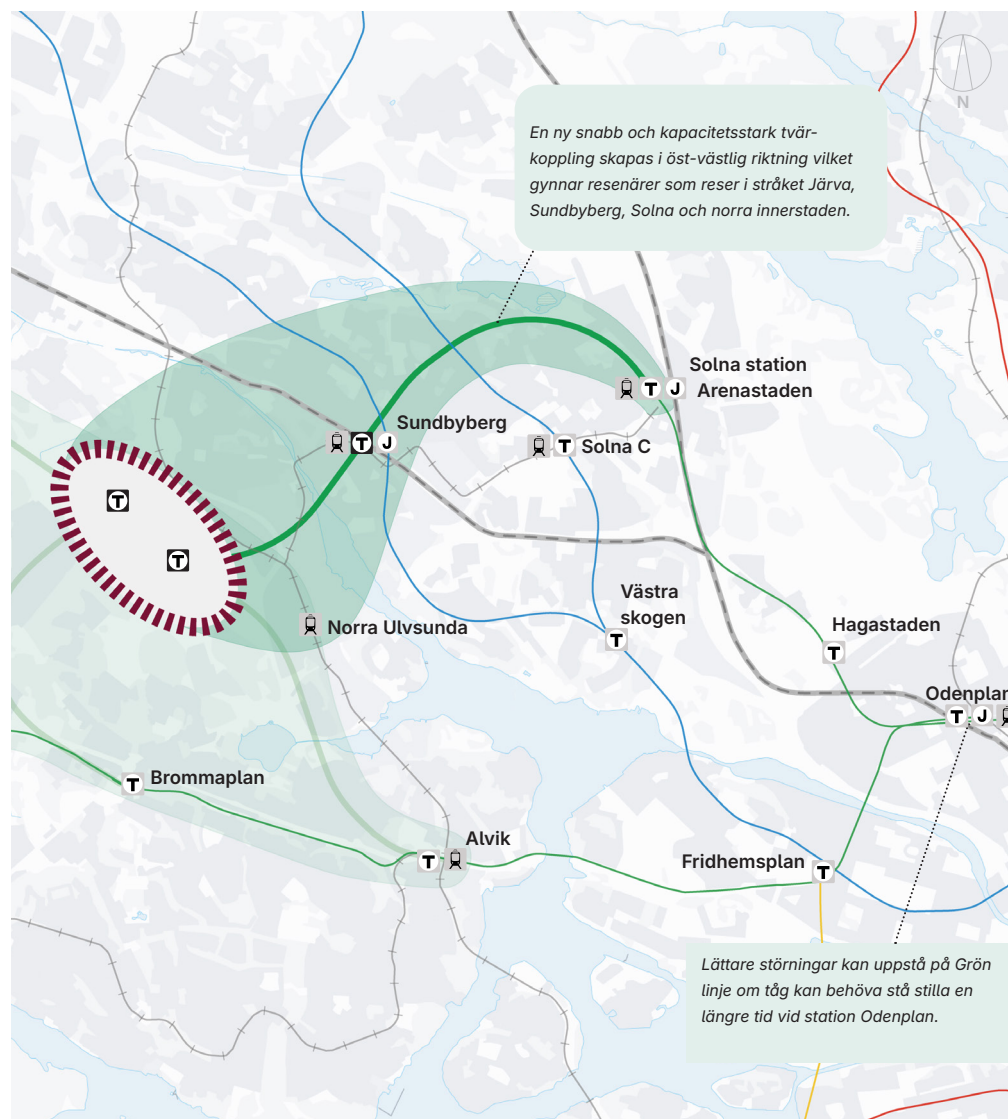 N
En ny snabb och kapacitetsstark tvär-
koppling skapas i öst-västlig riktning vilket
gynnar resenärer som reser i stråket Järva,
Sundbyberg, Solna och norra innerstaden.
Solna station
T J Arenastaden
T J Sundbyberg
T Solna C
T
T
Norra Ulvsunda
Västra
skogen
T
Hagastaden
T
Odenplan
T J
Brommaplan
T
Alvik
T
Fridhemsplan
T
Lättare störningar kan uppstå på Grön
linje om tåg kan behöva stå stilla en
längre tid vid station Odenplan.